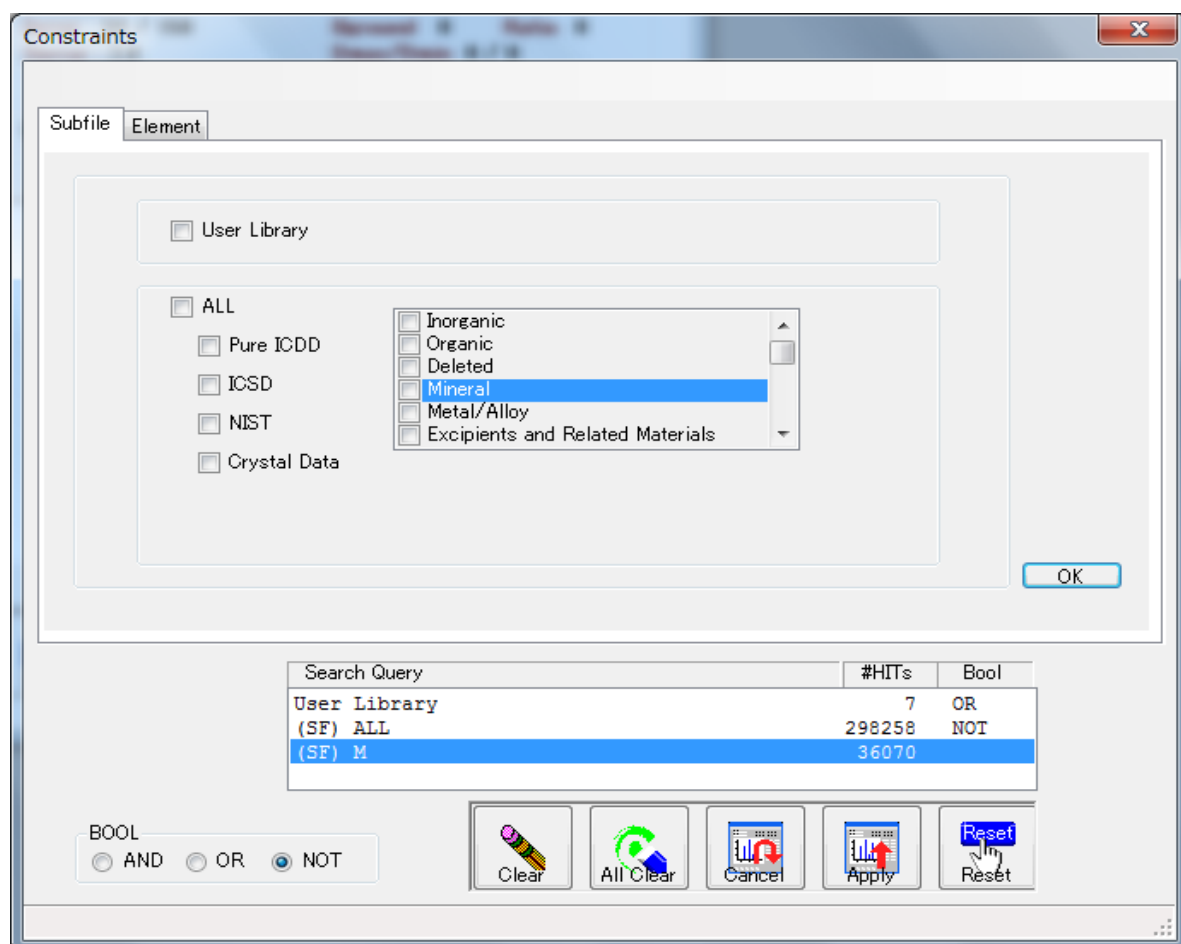 Constraints
Subfile Element
User Library
ALL
Pure ICDD
ICSD
NIST
Crystal Data
Inorganic
Organic
Deleted
Mineral
Metal/Alloy
Excipients and Related Materials
OK
Search Query #HITs Bool
User Library 7 OR
(SF) ALL 298258 NOT
(SF) M 36070
BOOL
AND OR NOT
Clear All Clear Cancel Apply Reset Reset